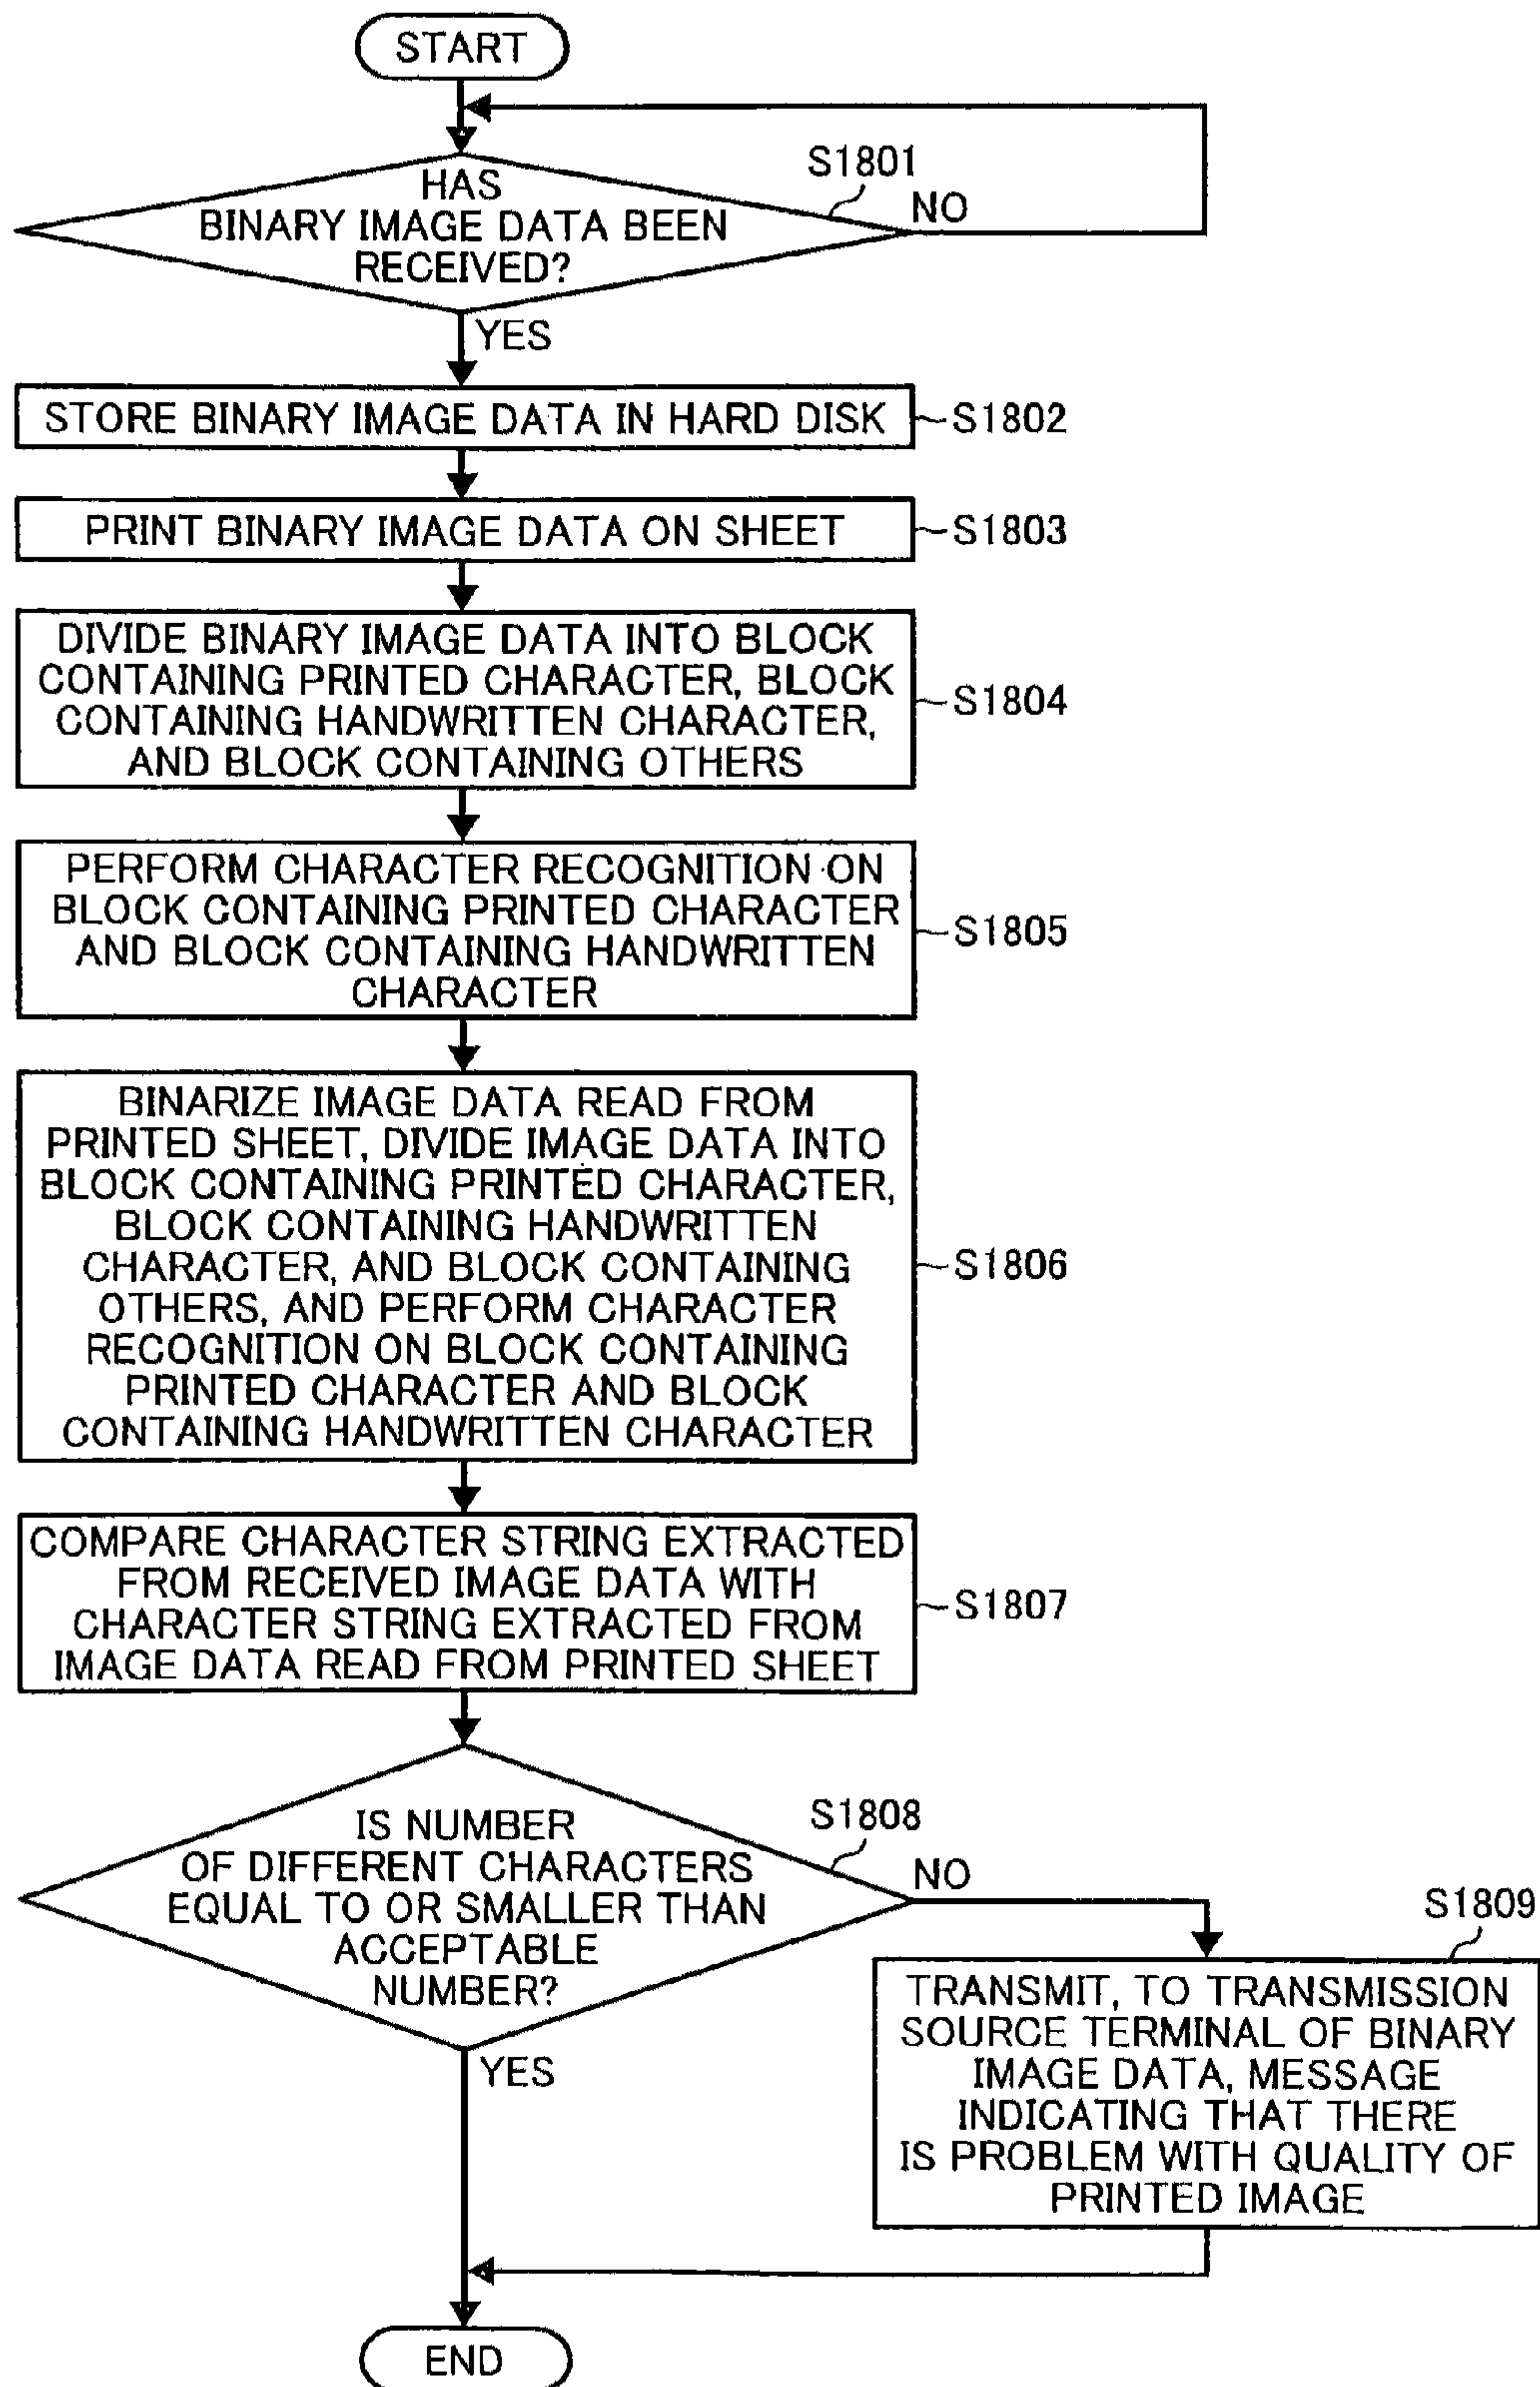 START
S1801
HAS
BINARY IMAGE DATA BEEN
RECEIVED?
NO
YES
STORE BINARY IMAGE DATA IN HARD DISK
S1802
PRINT BINARY IMAGE DATA ON SHEET
S1803
DIVIDE BINARY IMAGE DATA INTO BLOCK
CONTAINING PRINTED CHARACTER, BLOCK
CONTAINING HANDWRITTEN CHARACTER,
AND BLOCK CONTAINING OTHERS
S1804
PERFORM CHARACTER RECOGNITION ON
BLOCK CONTAINING PRINTED CHARACTER
AND BLOCK CONTAINING HANDWRITTEN
CHARACTER
S1805
BINARIZE IMAGE DATA READ FROM
PRINTED SHEET, DIVIDE IMAGE DATA INTO
BLOCK CONTAINING PRINTED CHARACTER,
BLOCK CONTAINING HANDWRITTEN
CHARACTER, AND BLOCK CONTAINING
OTHERS, AND PERFORM CHARACTER
RECOGNITION ON BLOCK CONTAINING
PRINTED CHARACTER AND BLOCK
CONTAINING HANDWRITTEN CHARACTER
S1806
COMPARE CHARACTER STRING EXTRACTED
FROM RECEIVED IMAGE DATA WITH
CHARACTER STRING EXTRACTED FROM
IMAGE DATA READ FROM PRINTED SHEET
S1807
S1808
IS NUMBER
OF DIFFERENT CHARACTERS
EQUAL TO OR SMALLER THAN
ACCEPTABLE
NUMBER?
NO
YES
S1809
TRANSMIT, TO TRANSMISSION
SOURCE TERMINAL OF BINARY
IMAGE DATA, MESSAGE
INDICATING THAT THERE
IS PROBLEM WITH QUALITY OF
PRINTED IMAGE
END